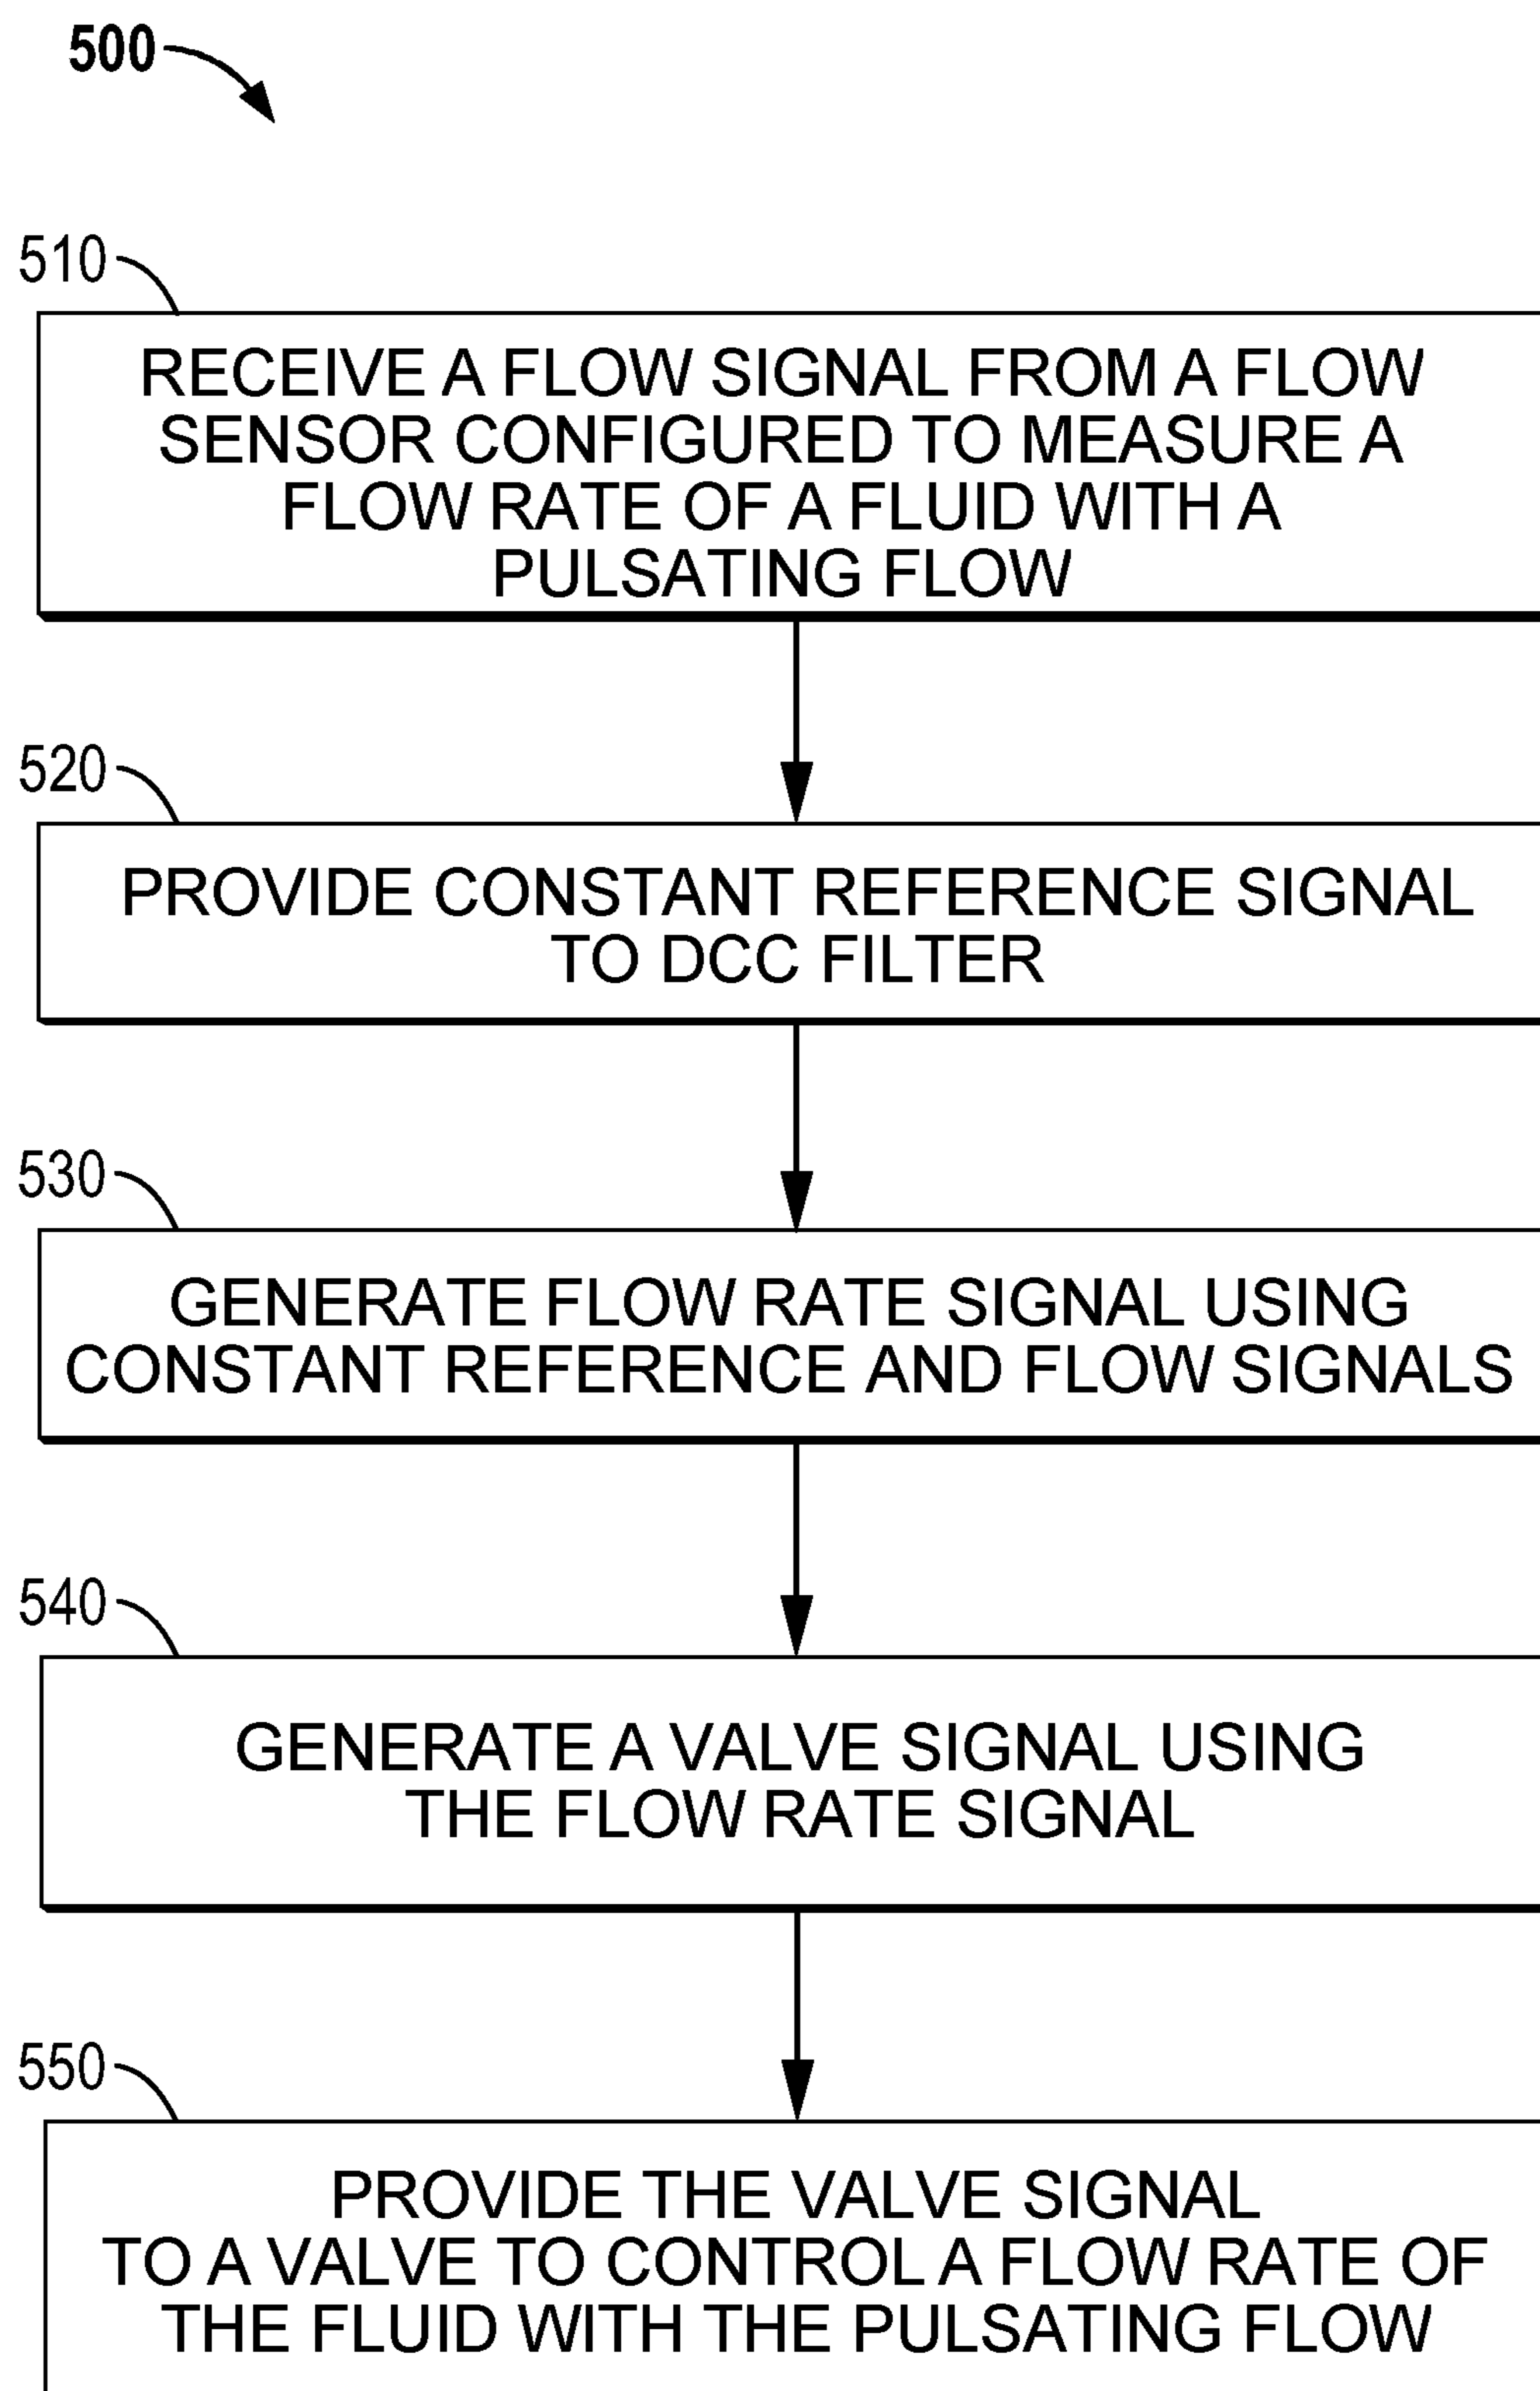 500
510
RECEIVE A FLOW SIGNAL FROM A FLOW
SENSOR CONFIGURED TO MEASURE A
FLOW RATE OF A FLUID WITH A
PULSATING FLOW
520
PROVIDE CONSTANT REFERENCE SIGNAL
TO DCC FILTER
530
GENERATE FLOW RATE SIGNAL USING
CONSTANT REFERENCE AND FLOW SIGNALS
540
GENERATE A VALVE SIGNAL USING
THE FLOW RATE SIGNAL
550
PROVIDE THE VALVE SIGNAL
TO A VALVE TO CONTROL A FLOW RATE OF
THE FLUID WITH THE PULSATING FLOW